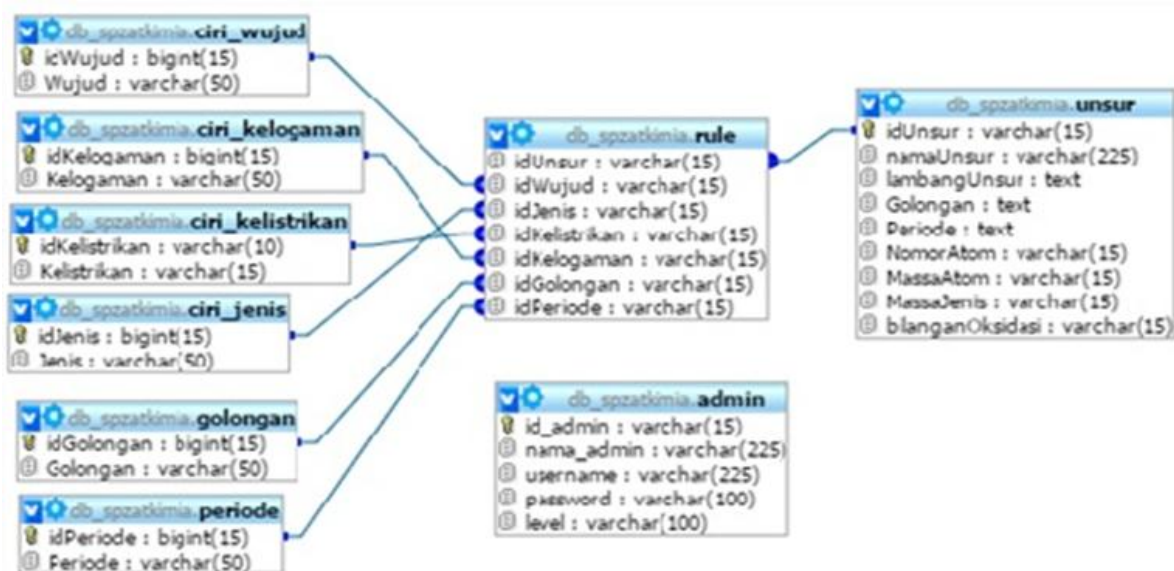 db_spzatkimia.ciri_wujud
idWujud : bigint(15)
Wujud : varchar(50)
db_spzatkimia.ciri_kelogaman
idKelogaman : bigint(15)
Kelogaman : varchar(50)
db_spzatkimia.ciri_kelistrikan
idKelistrikan : varchar(10)
Kelistrikan : varchar(15)
db_spzatkimia.ciri_jenis
idJenis : bigint(15)
Jenis : varchar(50)
db_spzatkimia.golongan
idGolongan : bigint(15)
Golongan : varchar(50)
db_spzatkimia.periode
idPeriode : bigint(15)
Periode : varchar(50)
db_spzatkimia.rule
idUnsur : varchar(15)
idWujud : varchar(15)
idJenis : varchar(15)
idKelistrikan : varchar(15)
idKelogaman : varchar(15)
idGolongan : varchar(15)
idPeriode : varchar(15)
db_spzatkimia.admin
id_admin : varchar(15)
nama_admin : varchar(225)
username : varchar(225)
password : varchar(100)
level : varchar(100)
db_spzatkimia.unsur
idUnsur : varchar(15)
namaUnsur : varchar(225)
lambangUnsur : text
Golongan : text
Periode : text
NomorAtom : varchar(15)
MassaAtom : varchar(15)
MassaJenis : varchar(15)
bilanganOksidasi : varchar(15)